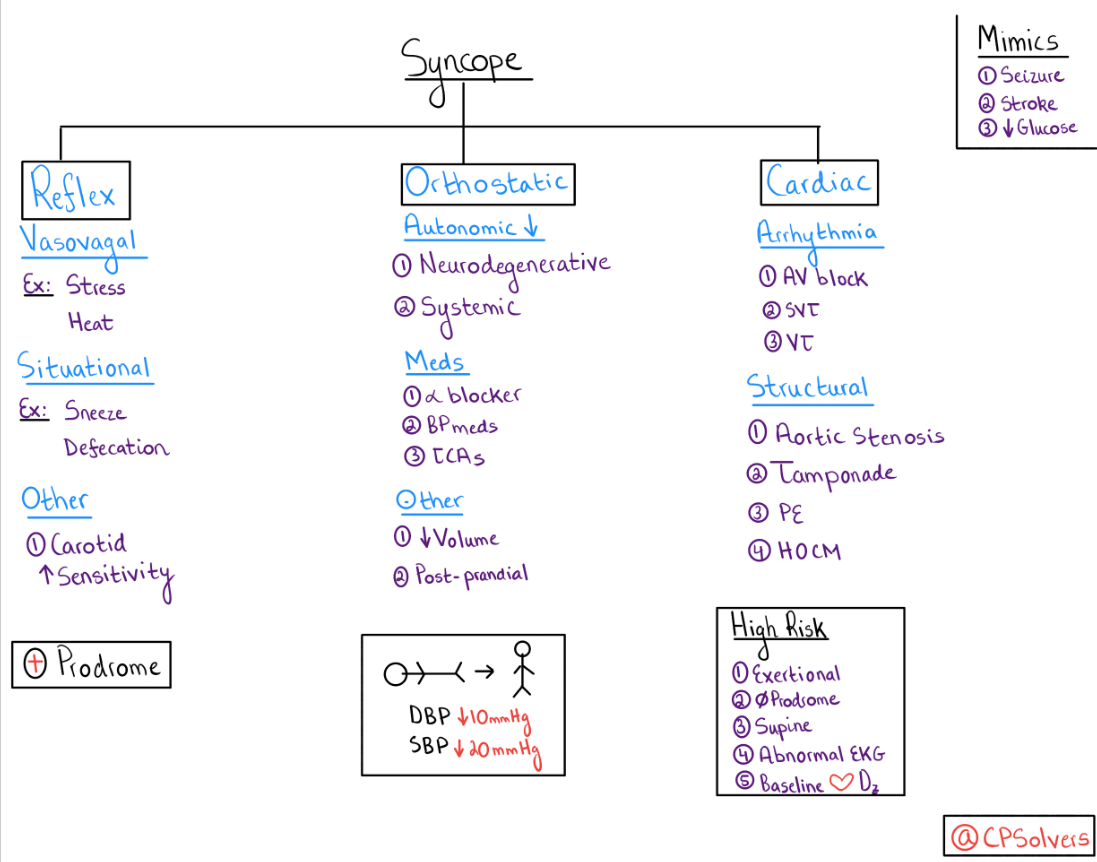 Syncope
Mimics
① Seizure
② Stroke
③ ↓Glucose
Reflex
Vasovagal
Ex: Stress
Heat
Situational
Ex: Sneeze
Defecation
Other
① Carotid
↑Sensitivity
⊕ Prodrome
Orthostatic
Autonomic ↓
① Neurodegenerative
② Systemic
Meds
① α blocker
② BP meds
③ TCAs
Other
① ↓Volume
② Post-prandial
→
DBP ↓10mmHg
SBP ↓20mmHg
Cardiac
Arrhythmia
① AV block
② SVT
③ VT
Structural
① Aortic Stenosis
② Tamponade
③ PE
④ HOCM
High Risk
① Exertional
② ∅Prodrome
③ Supine
④ Abnormal EKG
⑤ Baseline ♡ Dz
@CPSolvers